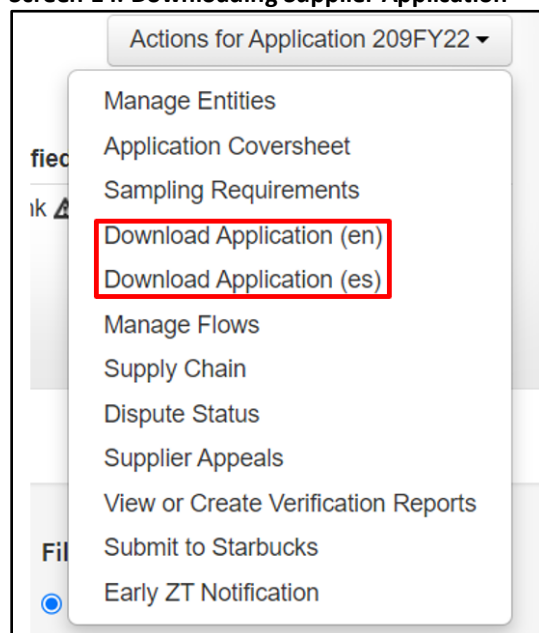 Actions for Application 209FY22
Manage Entities
Application Coversheet
Sampling Requirements
Download Application (en)
Download Application (es)
Manage Flows
Supply Chain
Dispute Status
Supplier Appeals
View or Create Verification Reports
Submit to Starbucks
Early ZT Notification